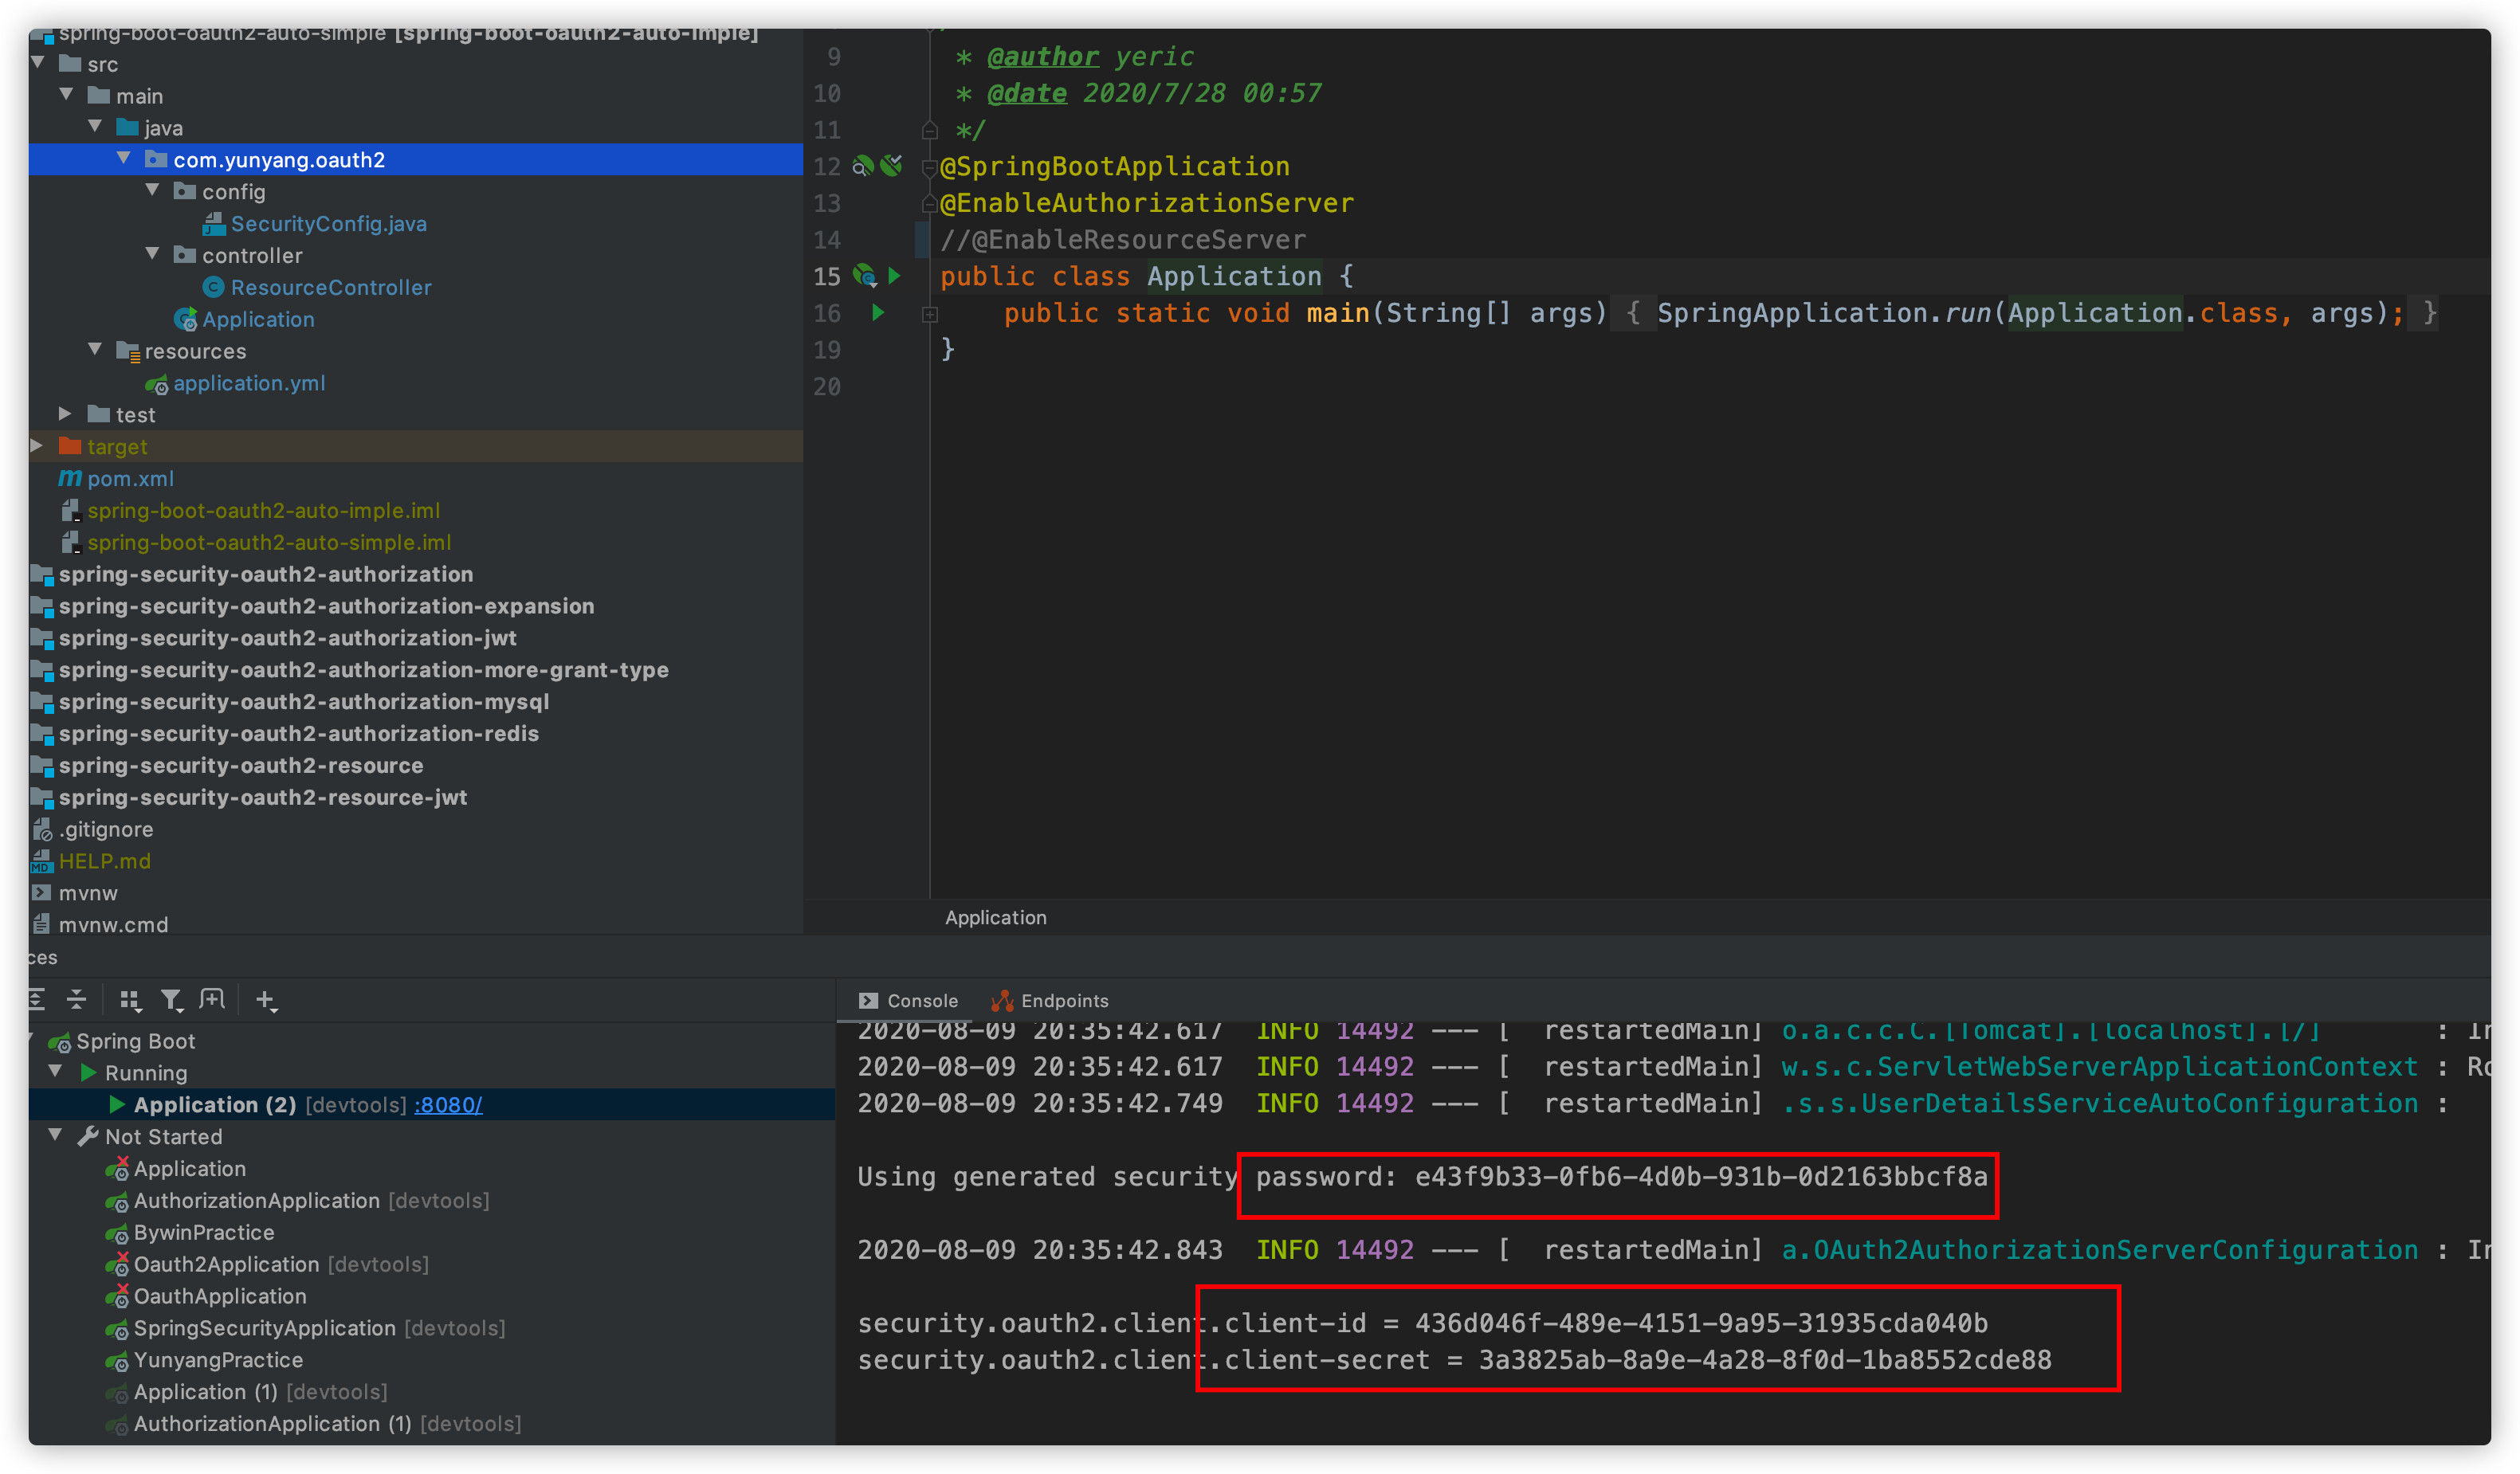 spring-boot-oauth2-auto-simple [spring-boot-oauth2-auto-imple]
src
main
java
com.yunyang.oauth2
config
SecurityConfig.java
controller
ResourceController
Application
resources
application.yml
test
target
pom.xml
spring-boot-oauth2-auto-imple.iml
spring-boot-oauth2-auto-simple.iml
spring-security-oauth2-authorization
spring-security-oauth2-authorization-expansion
spring-security-oauth2-authorization-jwt
spring-security-oauth2-authorization-more-grant-type
spring-security-oauth2-authorization-mysql
spring-security-oauth2-authorization-redis
spring-security-oauth2-resource
spring-security-oauth2-resource-jwt
.gitignore
HELP.md
mvnw
mvnw.cmd
9 * @author yeric
10 * @date 2020/7/28 00:57
11 */
12 @SpringBootApplication
13 @EnableAuthorizationServer
14 //@EnableResourceServer
15 public class Application {
16 public static void main(String[] args) { SpringApplication.run(Application.class, args); }
19 }
20
Application
ces
Spring Boot
Running
Application (2) [devtools] :8080/
Not Started
Application
AuthorizationApplication [devtools]
BywinPractice
Oauth2Application [devtools]
OauthApplication
SpringSecurityApplication [devtools]
YunyangPractice
Application (1) [devtools]
AuthorizationApplication (1) [devtools]
Console Endpoints
2020-08-09 20:35:42.617 INFO 14492 --- [ restartedMain] o.a.c.c.C.[Tomcat].[localhost].[/] : In
2020-08-09 20:35:42.617 INFO 14492 --- [ restartedMain] w.s.c.ServletWebServerApplicationContext : Ro
2020-08-09 20:35:42.749 INFO 14492 --- [ restartedMain] .s.s.UserDetailsServiceAutoConfiguration :
Using generated security password: e43f9b33-0fb6-4d0b-931b-0d2163bbcf8a
2020-08-09 20:35:42.843 INFO 14492 --- [ restartedMain] a.OAuth2AuthorizationServerConfiguration : In
security.oauth2.client.client-id = 436d046f-489e-4151-9a95-31935cda040b
security.oauth2.client.client-secret = 3a3825ab-8a9e-4a28-8f0d-1ba8552cde88